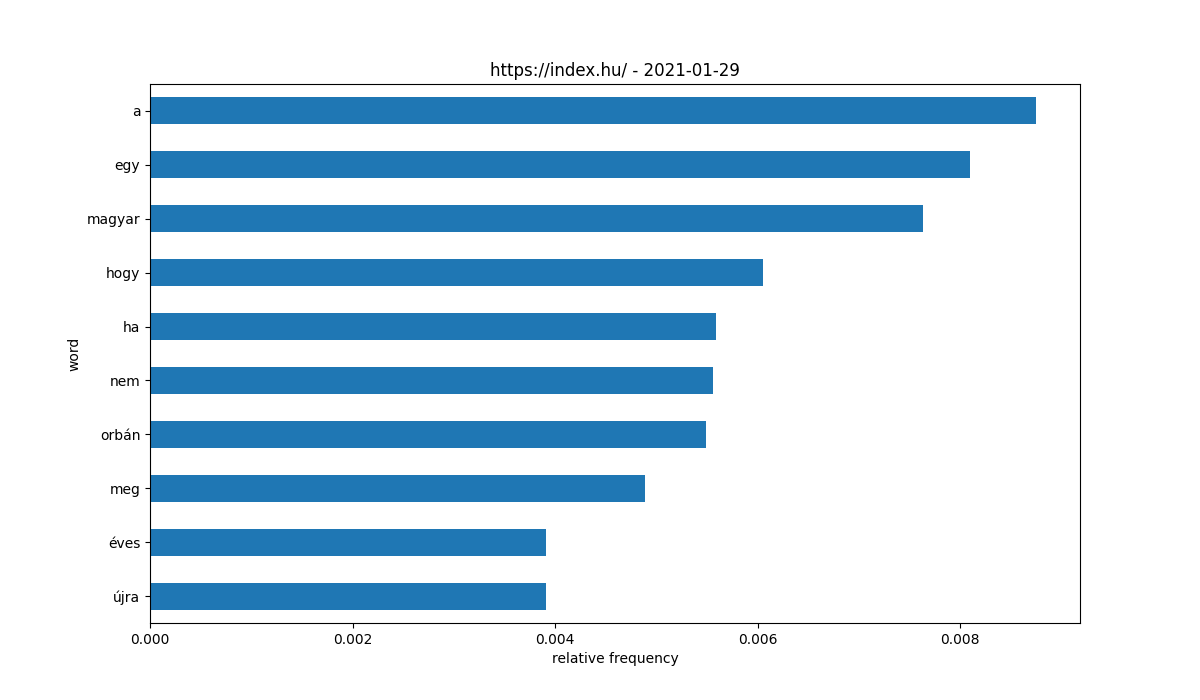 https://index.hu/ - 2021-01-29
a
egy
magyar
hogy
ha
nem
orbán
meg
éves
újra
word
0.000 0.002 0.004 0.006 0.008
relative frequency